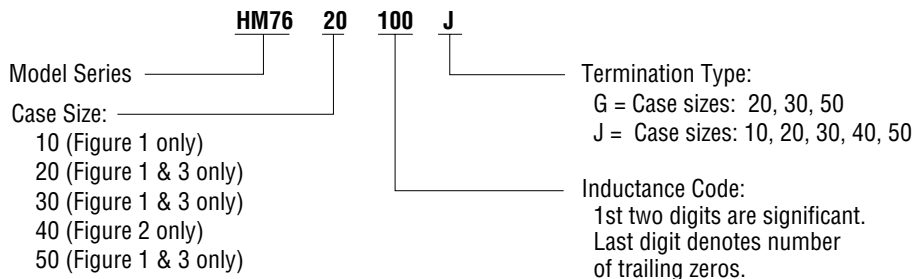 HM76 20 100 J
Model Series
Case Size:
10 (Figure 1 only)
20 (Figure 1 & 3 only)
30 (Figure 1 & 3 only)
40 (Figure 2 only)
50 (Figure 1 & 3 only)
Termination Type:
G = Case sizes: 20, 30, 50
J = Case sizes: 10, 20, 30, 40, 50
Inductance Code:
1st two digits are significant.
Last digit denotes number
of trailing zeros.